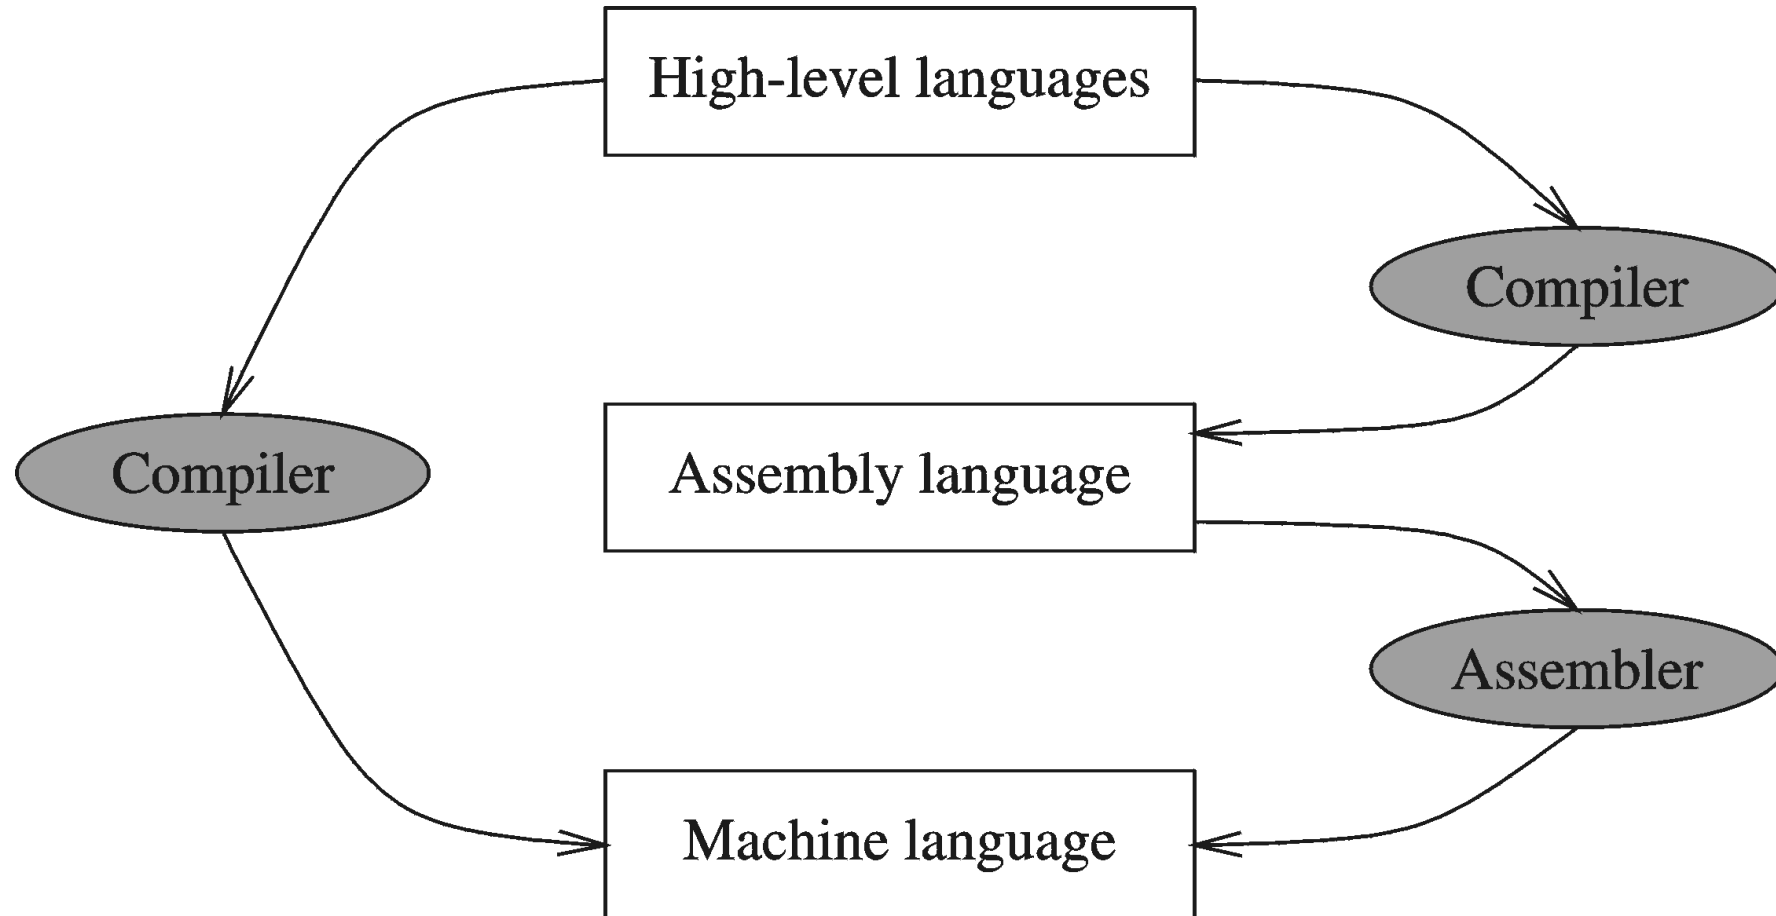 High-level languages
Compiler
Assembly language
Compiler
Assembler
Machine language